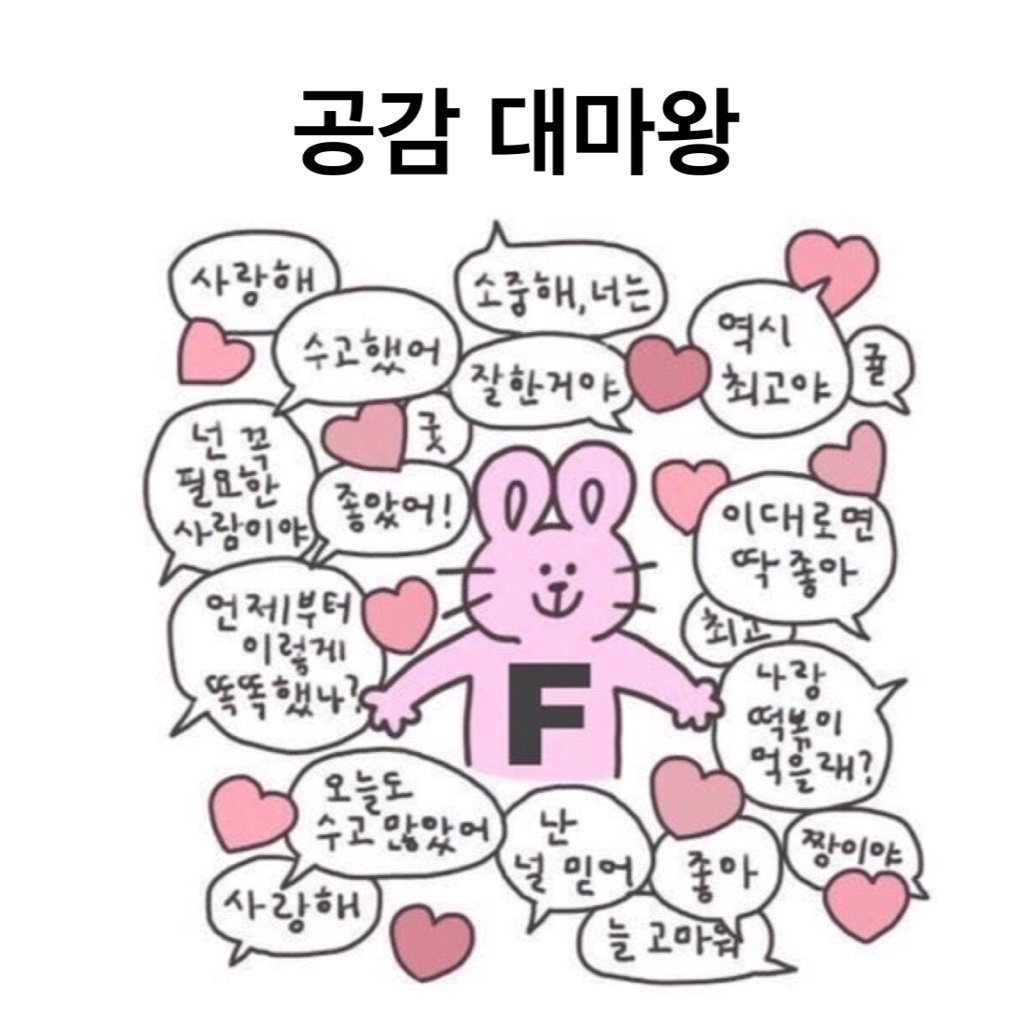 공감 대마왕
사랑해
수고했어
소중해, 너는
잘한거야
역시
최고야
굳
넌 꼭
필요한
사람이야
좋았어!
이대로면
딱 좋아
언제부터
이렇게
똑똑했나?
F
최고
나랑
떡볶이
먹을래?
오늘도
수고 많았어
난
널 믿어
좋아
짱이야
사랑해
늘 고마워